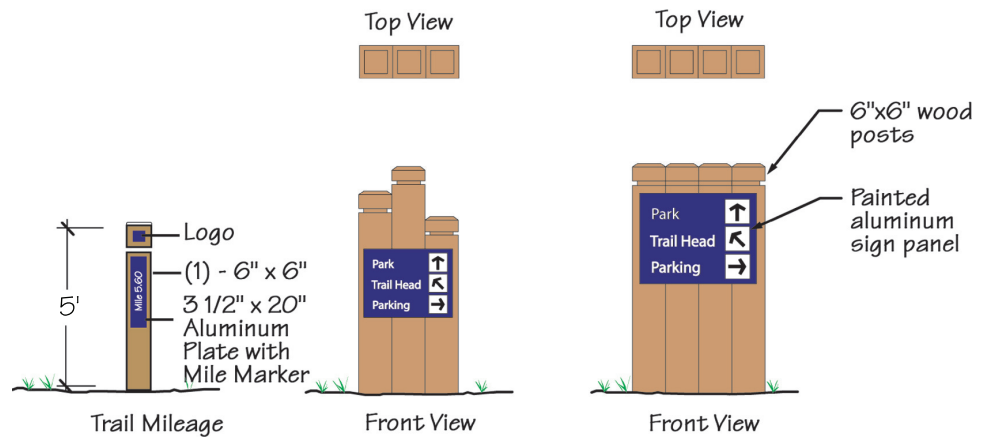 Top View
Top View
6"x6" wood
posts
Painted
aluminum
sign panel
Park
Trail Head
Parking
Park
Trail Head
Parking
Logo
(1) - 6" x 6"
3 1/2" x 20"
Aluminum
Plate with
Mile Marker
5'
Mile 5.60
Trail Mileage
Front View
Front View